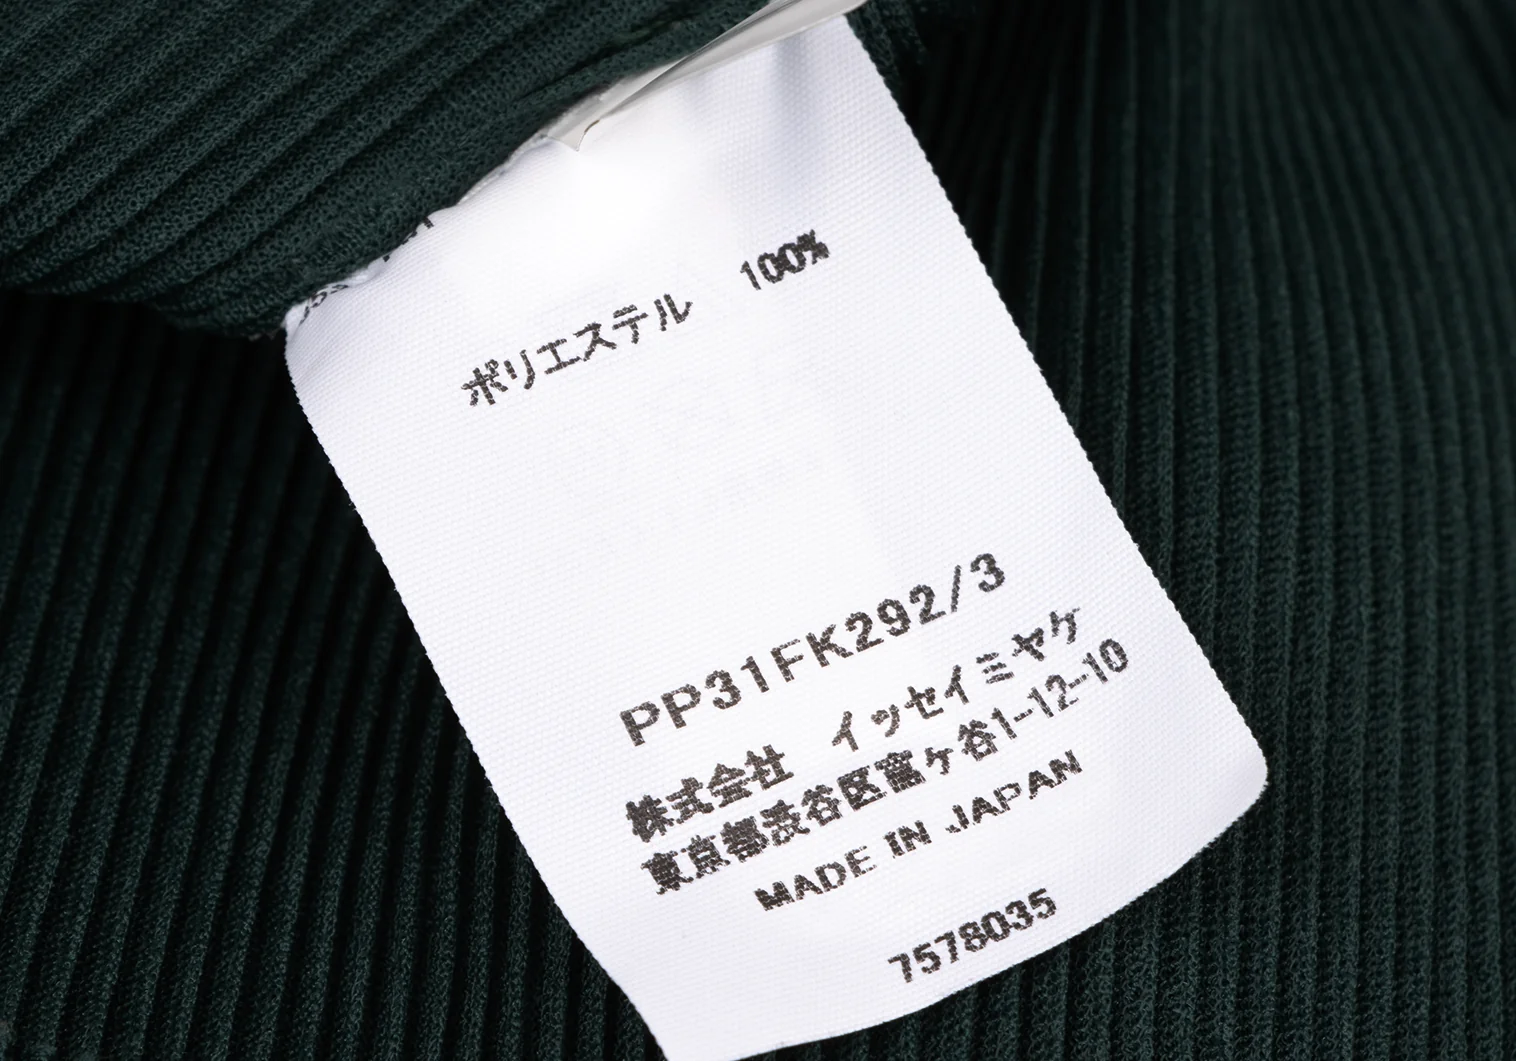 ポリエステル 100%
PP31FK292/3
株式会社 イッセイミヤケ
東京都渋谷区富ヶ谷1-12-10
MADE IN JAPAN
7578035